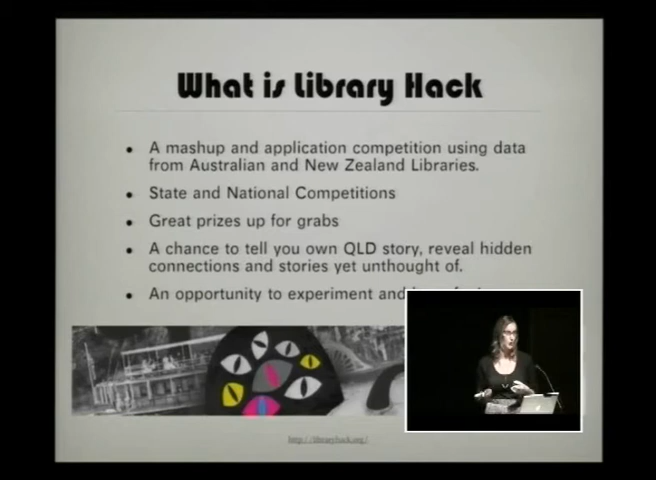 What is Library Hack
• A mashup and application competition using data
from Australian and New Zealand Libraries.
• State and National Competitions
• Great prizes up for grabs
• A chance to tell you own QLD story, reveal hidden
connections and stories yet unthought of.
• An opportunity to experiment and
http://libraryhack.org/